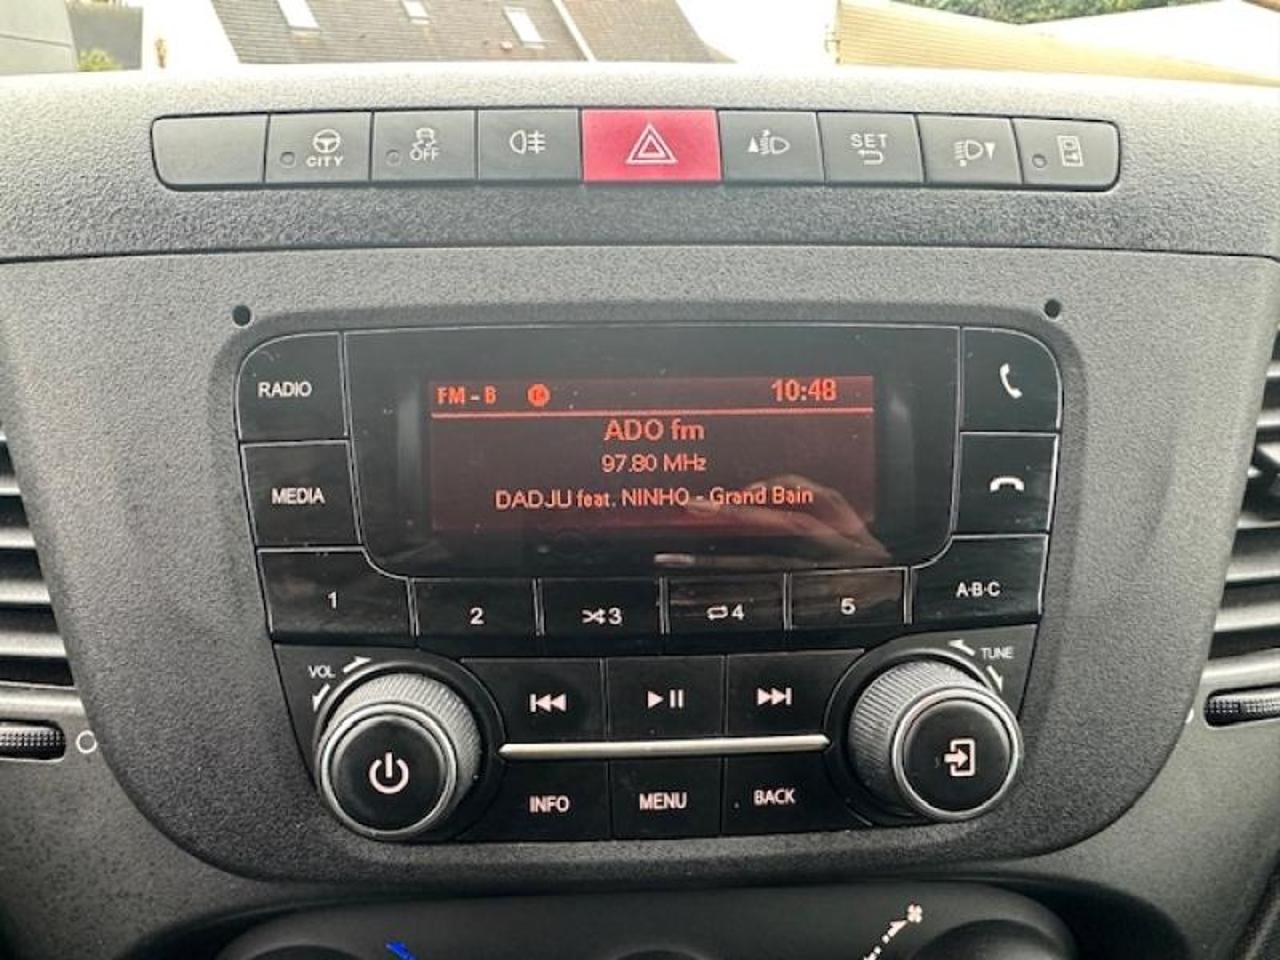 CITY
OFF
SET
RADIO
MEDIA
FM - B
10:48
ADO fm
97.80 MHz
DADJU feat. NINHO - Grand Bain
1
2
3
4
5
A·B·C
VOL
TUNE
INFO
MENU
BACK